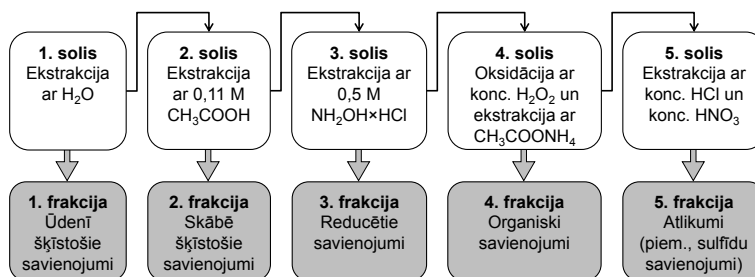 1. solis
Ekstrakcija
ar H₂O
2. solis
Ekstrakcija
ar 0,11 M
CH₃COOH
3. solis
Ekstrakcija ar
0,5 M
NH₂OH×HCl
4. solis
Oksidācija ar
konc. H₂O₂ un
ekstrakcija ar
CH₃COONH₄
5. solis
Ekstrakcija ar
konc. HCl un
konc. HNO₃
1. frakcija
Ūdenī
šķīstošie
savienojumi
2. frakcija
Skābē
šķīstošie
savienojumi
3. frakcija
Reducētie
savienojumi
4. frakcija
Organiski
savienojumi
5. frakcija
Atlikumi
(piem., sulfīdu
savienojumi)